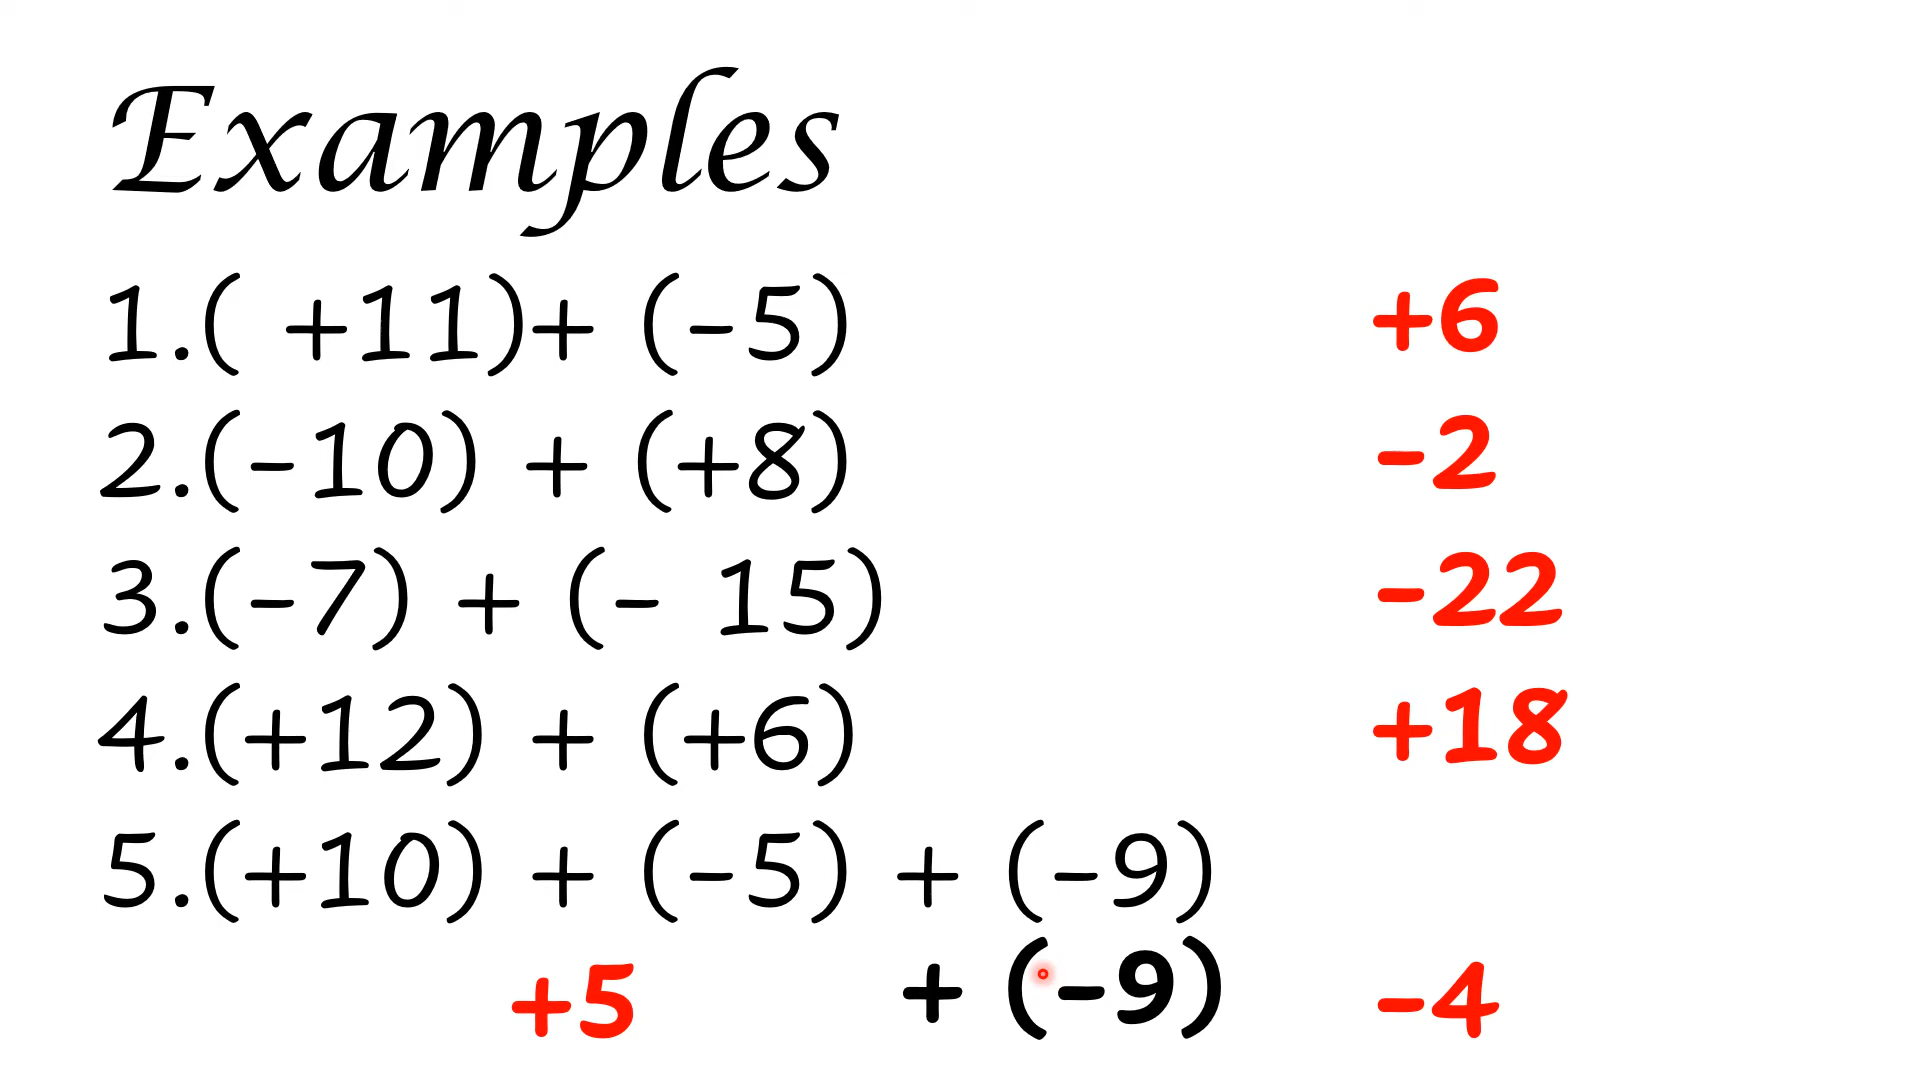 Examples
1.( +11)+ (-5) +6
2.(-10) + (+8) -2
3.(-7) + (- 15) -22
4.(+12) + (+6) +18
5.(+10) + (-5) + (-9)
+5 + (-9) -4